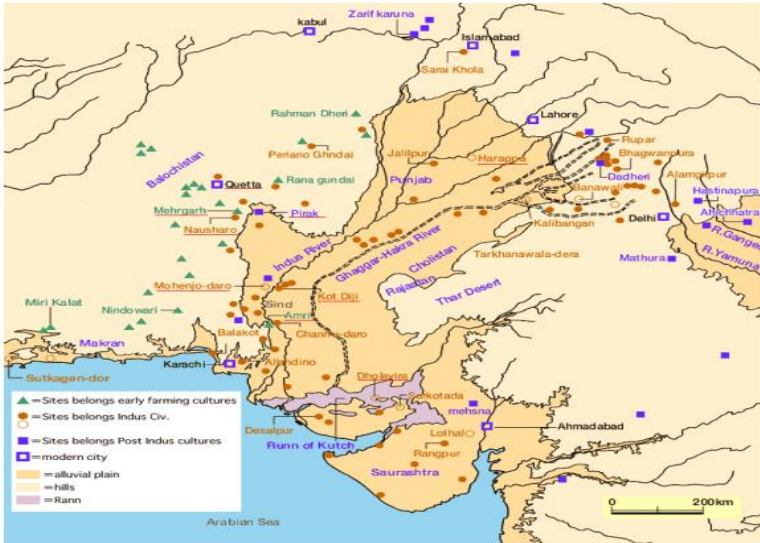 Zarif karuna
kabul
Islamabad
Sarai Khola
Rahman Dheri
Lahore
Rupar
Periano Ghndai
Jalilpur
Harappa
Bhagwanpura
Balochistan
Quetta
Rana gundai
Punjab
Dadheri
Alamgirpur
Banawali
Hastinapura
Mehrgarh
Pirak
Delhi
Ahichhatra
Nausharo
Kalibangan
R.Ganges
Indus River
Ghaggar-Hakra River
Cholistan
Tarkhanawala-dera
Mathura
R.Yamuna
Mohenjo-daro
Kot Diji
Rajastan
Thar Desert
Miri Kalat
Nindowari
Sind
Amri
Makran
Balakot
Chanhu-daro
Karachi
Allahdino
Sutkagen-dor
Dholavira
Surkotada
mehsna
=Sites belongs early farming cultures
=Sites belongs Indus Civ.
Desalpur
Ahmadabad
=Sites belongs Post Indus cultures
Runn of Kutch
Lothal
=modern city
Rangpur
=alluvial plain
Saurashtra
=hills
=Rann
0 200km
Arabian Sea